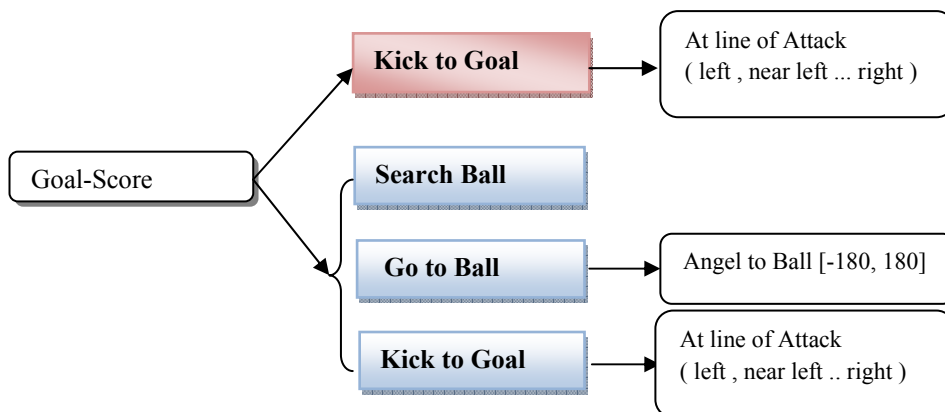 Kick to Goal
At line of Attack
( left , near left ... right )
Goal-Score
Search Ball
Go to Ball
Angel to Ball [-180, 180]
Kick to Goal
At line of Attack
( left , near left .. right )